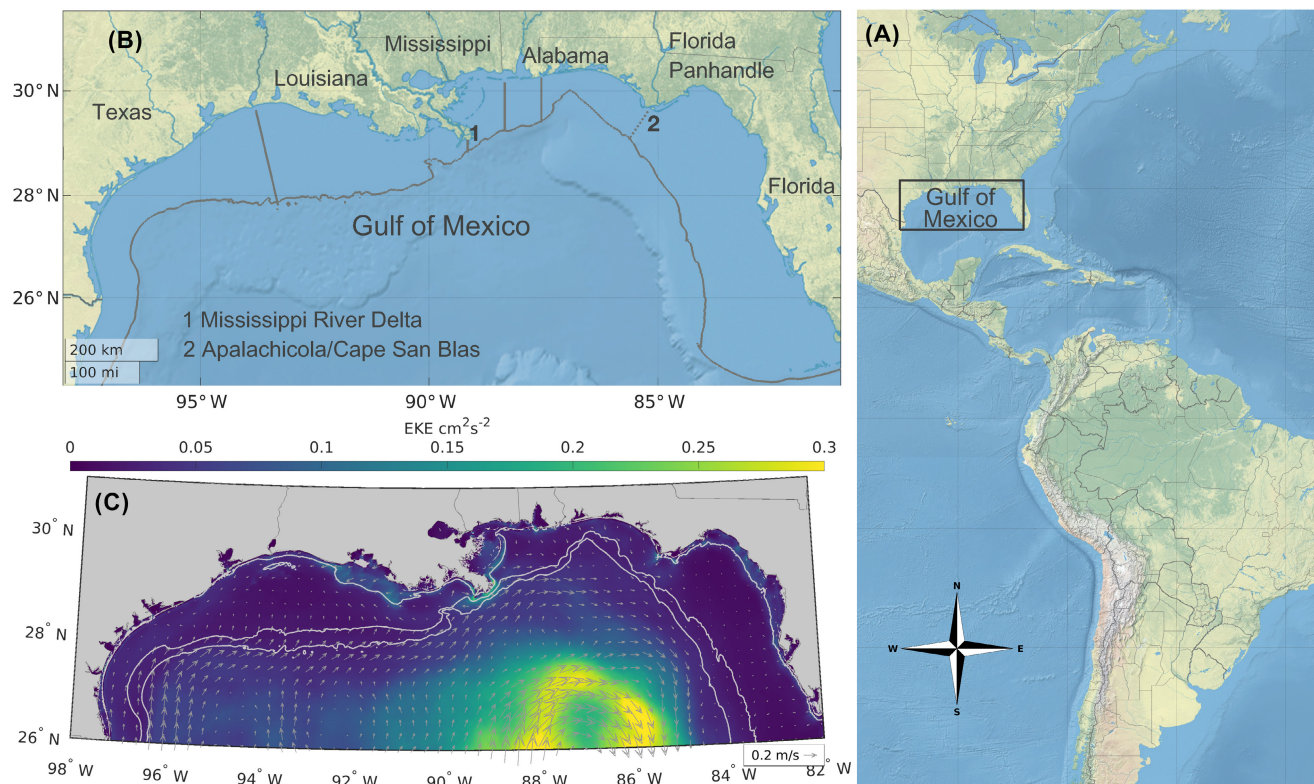 (B)
Mississippi
Florida
Panhandle
Alabama
Louisiana
Texas
30° N
1
2
28° N
Florida
Gulf of Mexico
26° N
1 Mississippi River Delta
2 Apalachicola/Cape San Blas
200 km
100 mi
95° W
90° W
85° W
EKE cm²s⁻²
0
0.05
0.1
0.15
0.2
0.25
0.3
(C)
30° N
28° N
26° N
0.2 m/s
98° W
96° W
94° W
92° W
90° W
88° W
86° W
84° W
82° W
(A)
Gulf of
Mexico
N
W
E
S